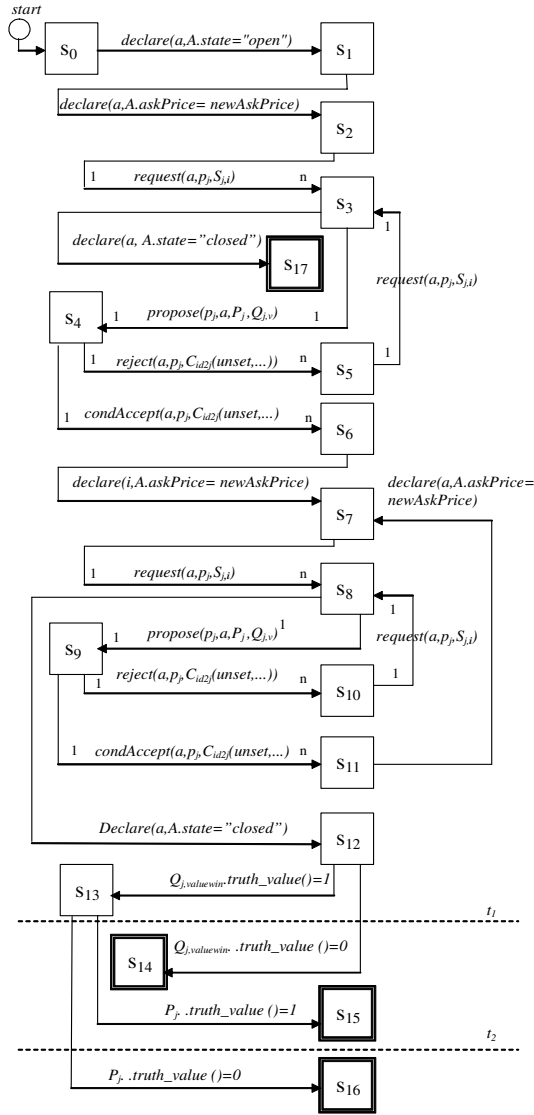 start
S0
declare(a,A.state="open")
S1
declare(a,A.askPrice= newAskPrice)
S2
1 request(a,pj,Sj,i) n
S3
1
declare(a, A.state=”closed”)
S17
request(a,pj,Sj,i)
S4
1 propose(pj,a,Pj,Qj,v) 1
1 reject(a,pj,Cid2j(unset,...)) n
S5
1
1 condAccept(a,pj,Cid2j(unset,...) n
S6
declare(i,A.askPrice= newAskPrice)
declare(a,A.askPrice=
newAskPrice)
S7
1 request(a,pj,Sj,i) n
S8
1
S9
1 propose(pj,a,Pj,Qj,v) 1
request(a,pj,Sj,i)
1 reject(a,pj,Cid2j(unset,...)) n
S10
1
1 condAccept(a,pj,Cid2j(unset,...) n
S11
Declare(a,A.state=”closed”)
S12
S13
Qj,valuewin.truth_value()=1
t1
Qj,valuewin. .truth_value ()=0
S14
Pj. .truth_value ()=1
S15
t2
Pj. .truth_value ()=0
S16